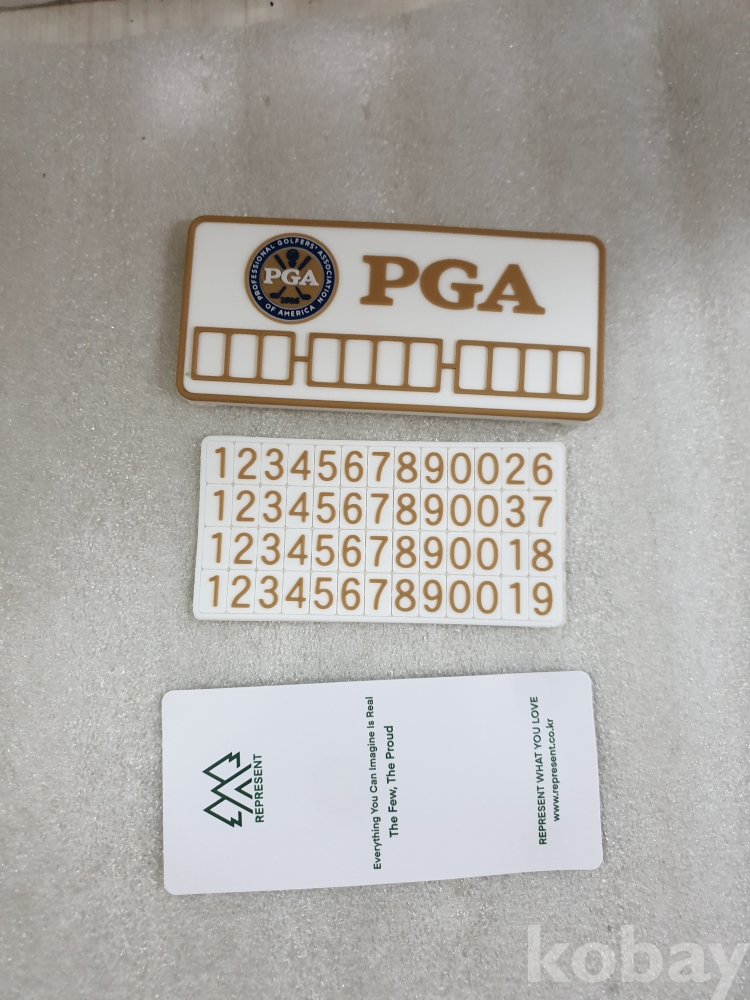 PROFESSIONAL GOLFERS' ASSOCIATION
PGA
1916
OF AMERICA
PGA
1234567890026
1234567890037
1234567890018
1234567890019
REPRESENT
Everything You Can Imagine Is Real
The Few, The Proud
REPRESENT WHAT YOU LOVE
www.represent.co.kr
kobay